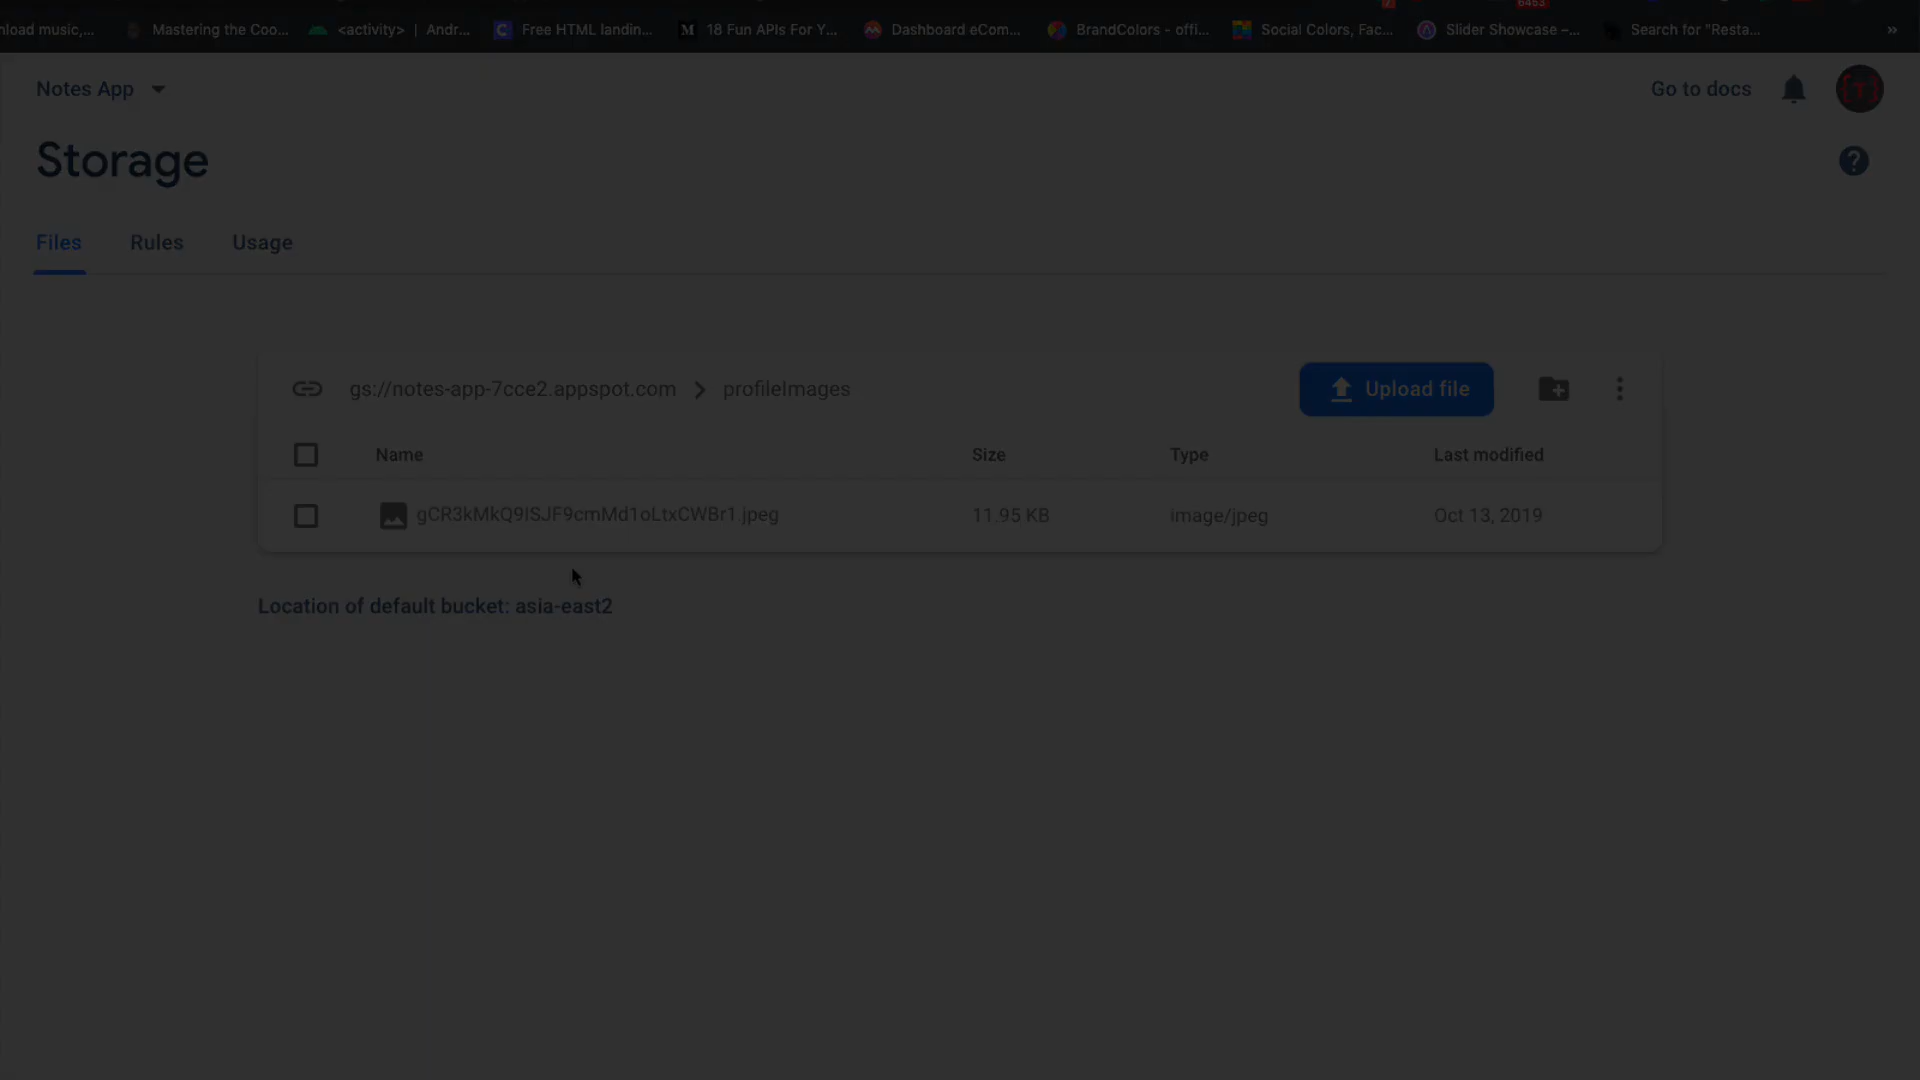 nload music,... Mastering the Coo... <activity> | Andr... Free HTML landin... M 18 Fun APIs For Y... Dashboard eCom... BrandColors - offi... Social Colors, Fac... Slider Showcase –... Search for "Resta... »
Notes App Go to docs
Storage ?
Files Rules Usage
gs://notes-app-7cce2.appspot.com > profileImages Upload file
Name Size Type Last modified
gCR3kMkQ9ISJF9cmMd1oLtxCWBr1.jpeg 11.95 KB image/jpeg Oct 13, 2019
Location of default bucket: asia-east2